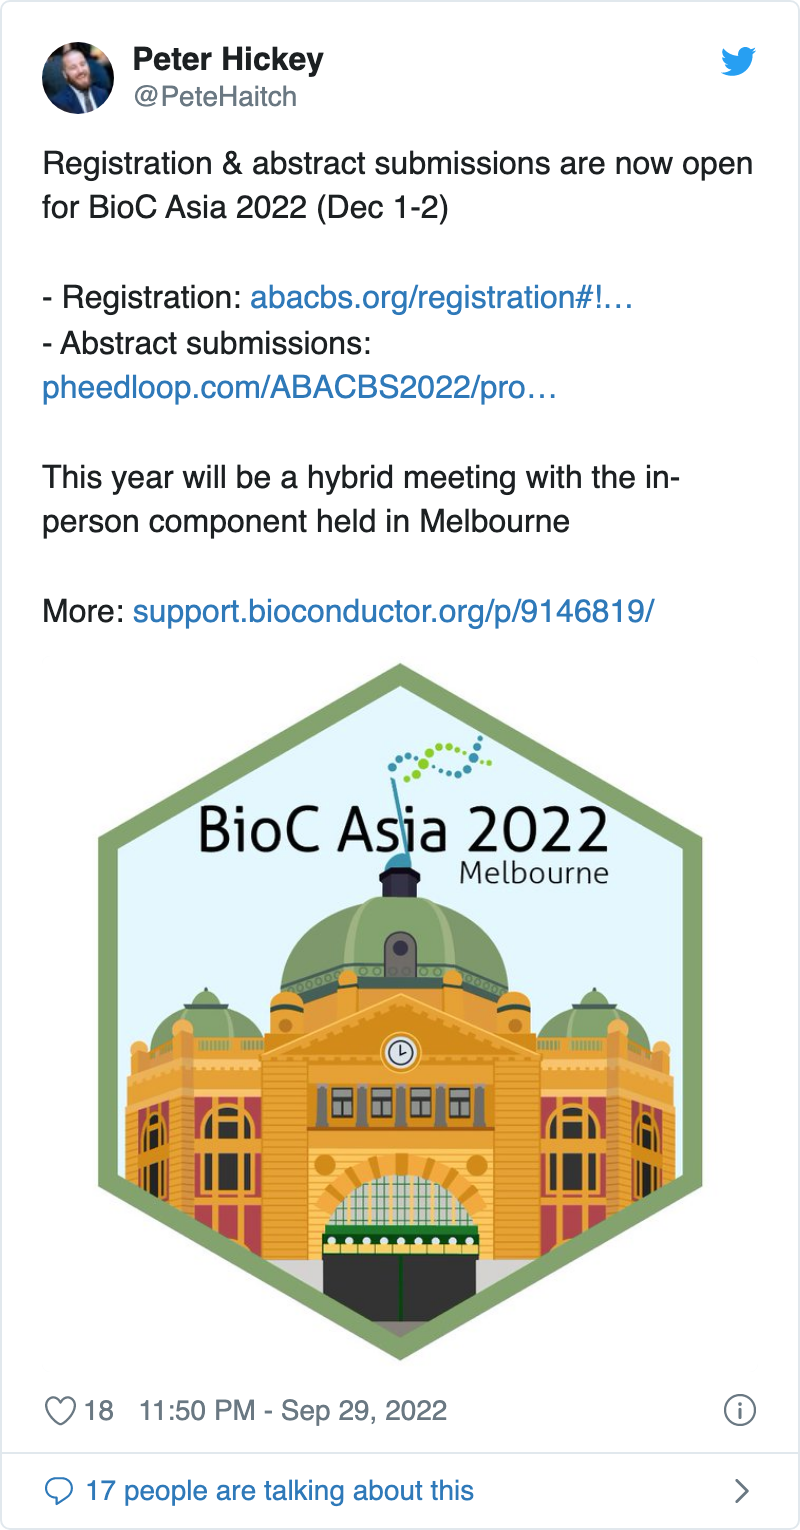 Peter Hickey
@PeteHaitch
Registration & abstract submissions are now open
for BioC Asia 2022 (Dec 1-2)
- Registration: abacbs.org/registration#!…
- Abstract submissions:
pheedloop.com/ABACBS2022/pro…
This year will be a hybrid meeting with the in-
person component held in Melbourne
More: support.bioconductor.org/p/9146819/
BioC Asia 2022
Melbourne
18 11:50 PM - Sep 29, 2022
17 people are talking about this